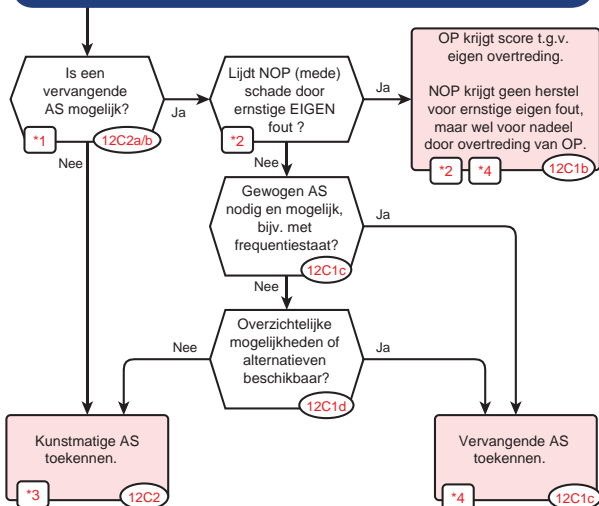 Is een
vervangende
AS mogelijk?
*1
12C2a/b
Ja
Nee
Lijdt NOP (mede)
schade door
ernstige EIGEN
fout ?
*2
Ja
Nee
OP krijgt score t.g.v.
eigen overtreding.
NOP krijgt geen herstel
voor ernstige eigen fout,
maar wel voor nadeel
door overtreding van OP.
*2
*4
12C1b
Gewogen AS
nodig en mogelijk,
bijv. met
frequentiestaat?
12C1c
Ja
Nee
Overzichtelijke
mogelijkheden of
alternatieven
beschikbaar?
12C1d
Nee
Ja
Kunstmatige AS
toekennen.
*3
12C2
Vervangende AS
toekennen.
*4
12C1c